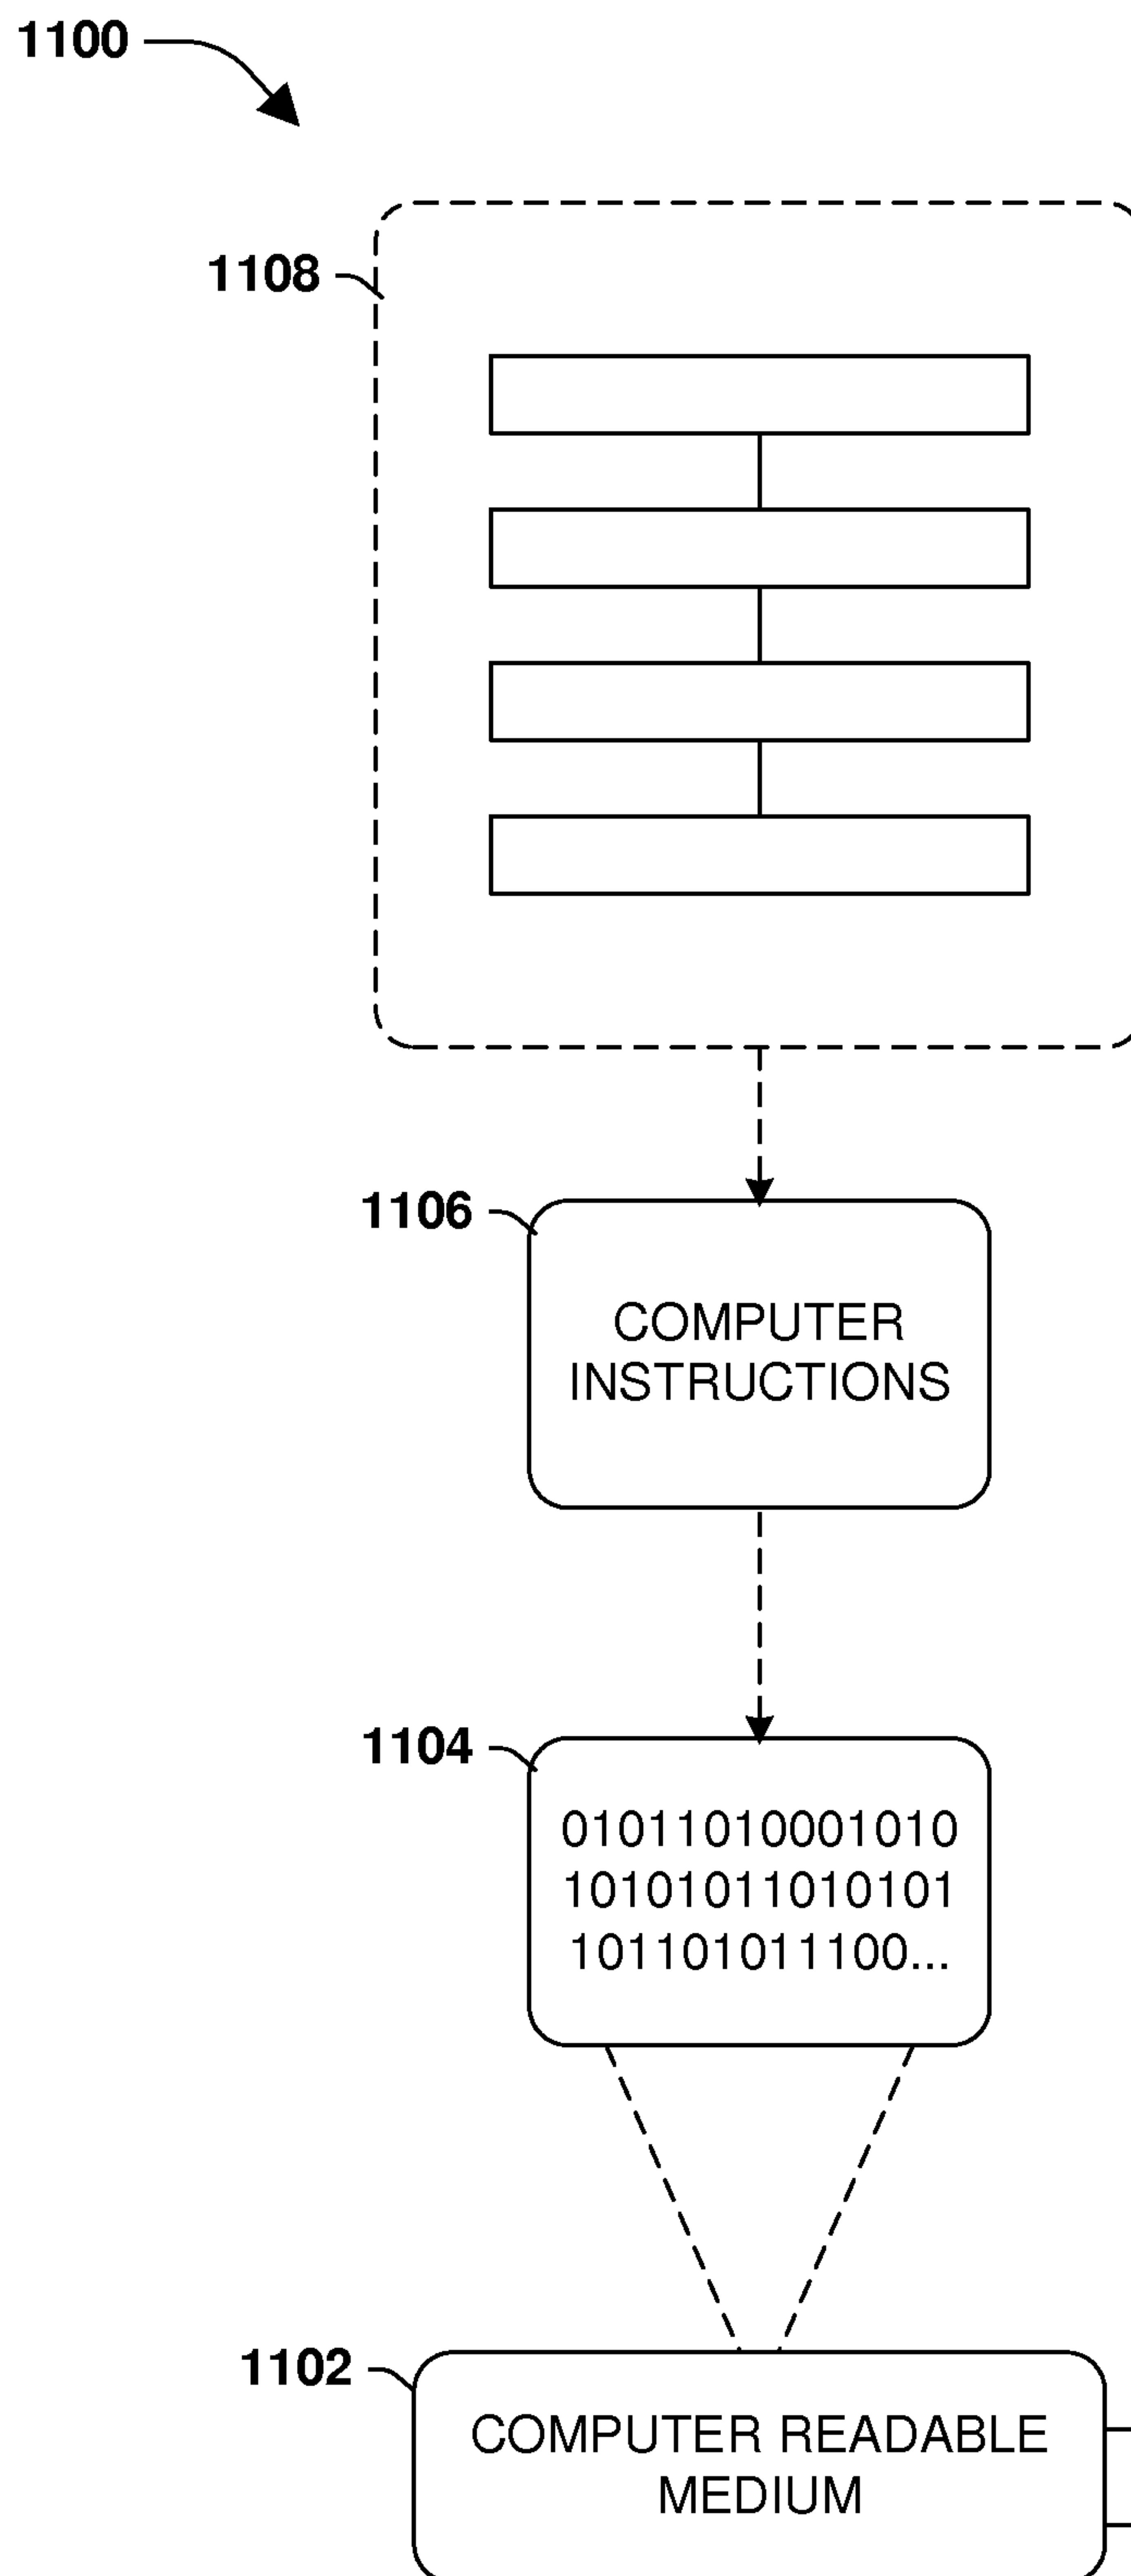 1100
1108
1106
COMPUTER
INSTRUCTIONS
1104
01011010001010
10101011010101
101101011100...
1102
COMPUTER READABLE
MEDIUM